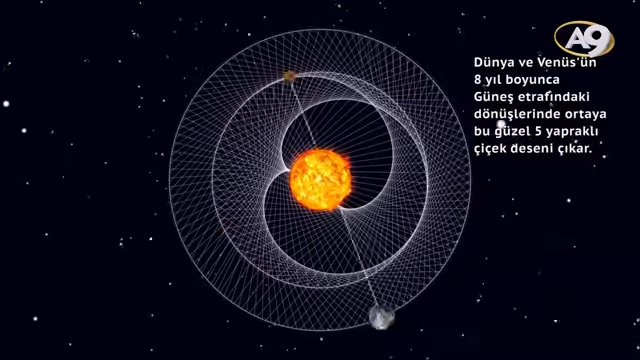 A9
Dünya ve Venüs'ün
8 yıl boyunca
Güneş etrafındaki
dönüşlerinde ortaya
bu güzel 5 yapraklı
çiçek deseni çıkar.